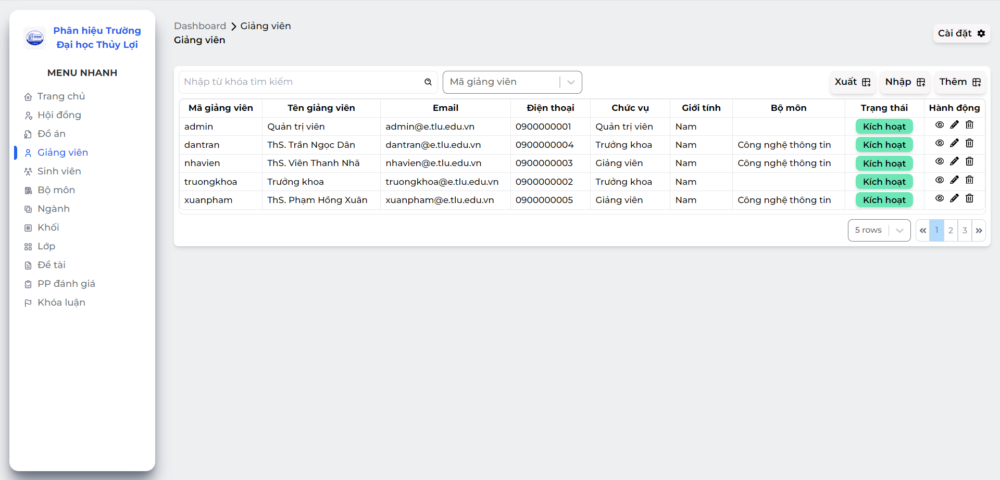 Phân hiệu Trường
Đại học Thủy Lợi
MENU NHANH
Trang chủ
Hội đồng
Đồ án
Giảng viên
Sinh viên
Bộ môn
Ngành
Khối
Lớp
Đề tài
PP đánh giá
Khóa luận
Dashboard > Giảng viên
Giảng viên
Cài đặt
Nhập từ khóa tìm kiếm
Mã giảng viên
Xuất
Nhập
Thêm
Mã giảng viên Tên giảng viên Email Điện thoại Chức vụ Giới tính Bộ môn Trạng thái Hành động
admin Quản trị viên admin@e.tlu.edu.vn 0900000001 Quản trị viên Nam Kích hoạt
dantran ThS. Trần Ngọc Dân dantran@e.tlu.edu.vn 0900000004 Trưởng khoa Nam Công nghệ thông tin Kích hoạt
nhavien ThS. Viên Thanh Nhã nhavien@e.tlu.edu.vn 0900000003 Giảng viên Nam Công nghệ thông tin Kích hoạt
truongkhoa Trưởng khoa truongkhoa@e.tlu.edu.vn 0900000002 Trưởng khoa Nam Kích hoạt
xuanpham ThS. Phạm Hồng Xuân xuanpham@e.tlu.edu.vn 0900000005 Giảng viên Nam Công nghệ thông tin Kích hoạt
5 rows « 1 2 3 »